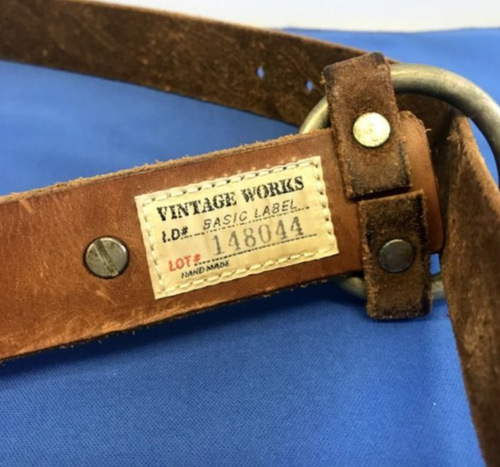 VINTAGE WORKS
I.D# BASIC LABEL
LOT# 148044
HAND MADE